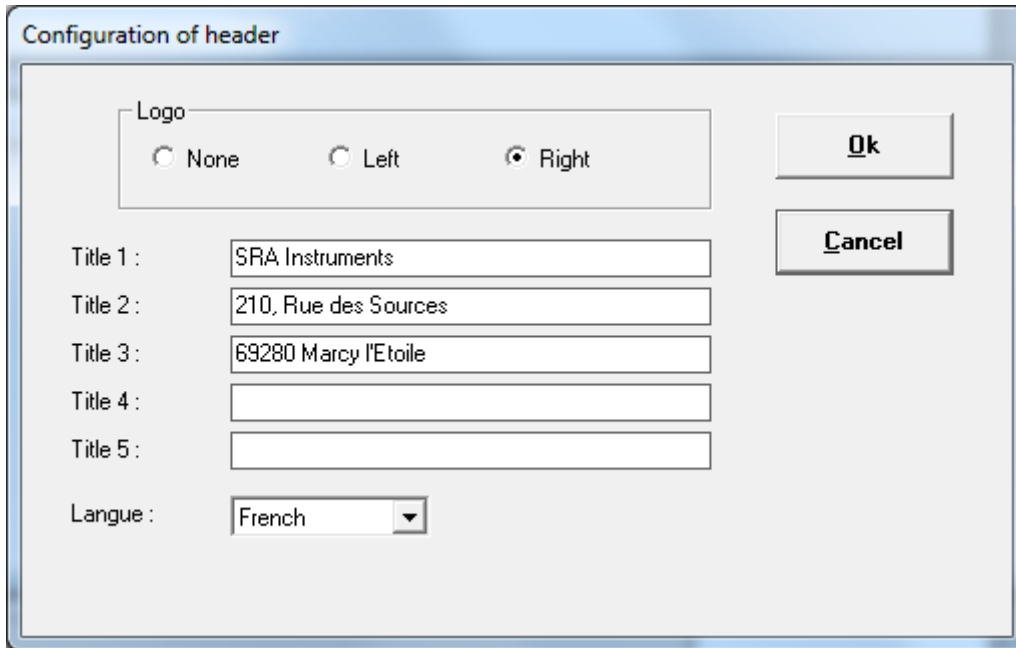 Configuration of header
Logo
None Left Right
Ok
Cancel
Title 1 : SRA Instruments
Title 2 : 210, Rue des Sources
Title 3 : 69280 Marcy l'Etoile
Title 4 :
Title 5 :
Langue : French